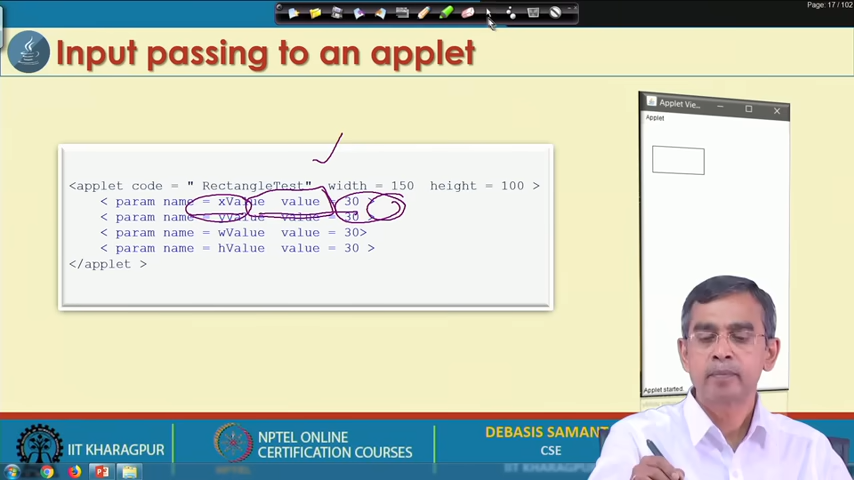 Page: 17 / 102
Input passing to an applet
<applet code = " RectangleTest" width = 150 height = 100 >
< param name = xValue value = 30 >
< param name = yValue value = 30 >
< param name = wValue value = 30>
< param name = hValue value = 30 >
</applet >
Applet Vie...
Applet
Applet started.
IIT KHARAGPUR
NPTEL ONLINE
CERTIFICATION COURSES
DEBASIS SAMANT
CSE
IIT KHARAGPUR